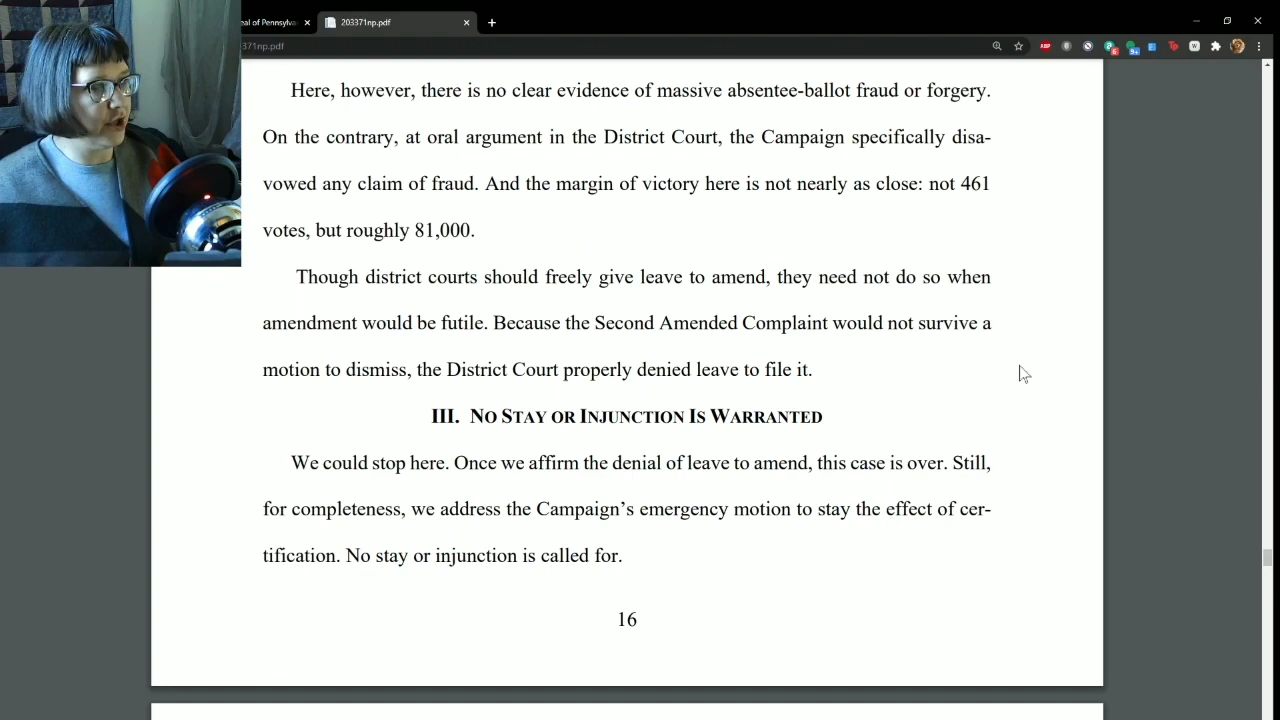 eal of Pennsylva
203371np.pdf
371np.pdf
Here, however, there is no clear evidence of massive absentee-ballot fraud or forgery.
On the contrary, at oral argument in the District Court, the Campaign specifically disa-
vowed any claim of fraud. And the margin of victory here is not nearly as close: not 461
votes, but roughly 81,000.
Though district courts should freely give leave to amend, they need not do so when
amendment would be futile. Because the Second Amended Complaint would not survive a
motion to dismiss, the District Court properly denied leave to file it.
III. NO STAY OR INJUNCTION IS WARRANTED
We could stop here. Once we affirm the denial of leave to amend, this case is over. Still,
for completeness, we address the Campaign's emergency motion to stay the effect of cer-
tification. No stay or injunction is called for.
16